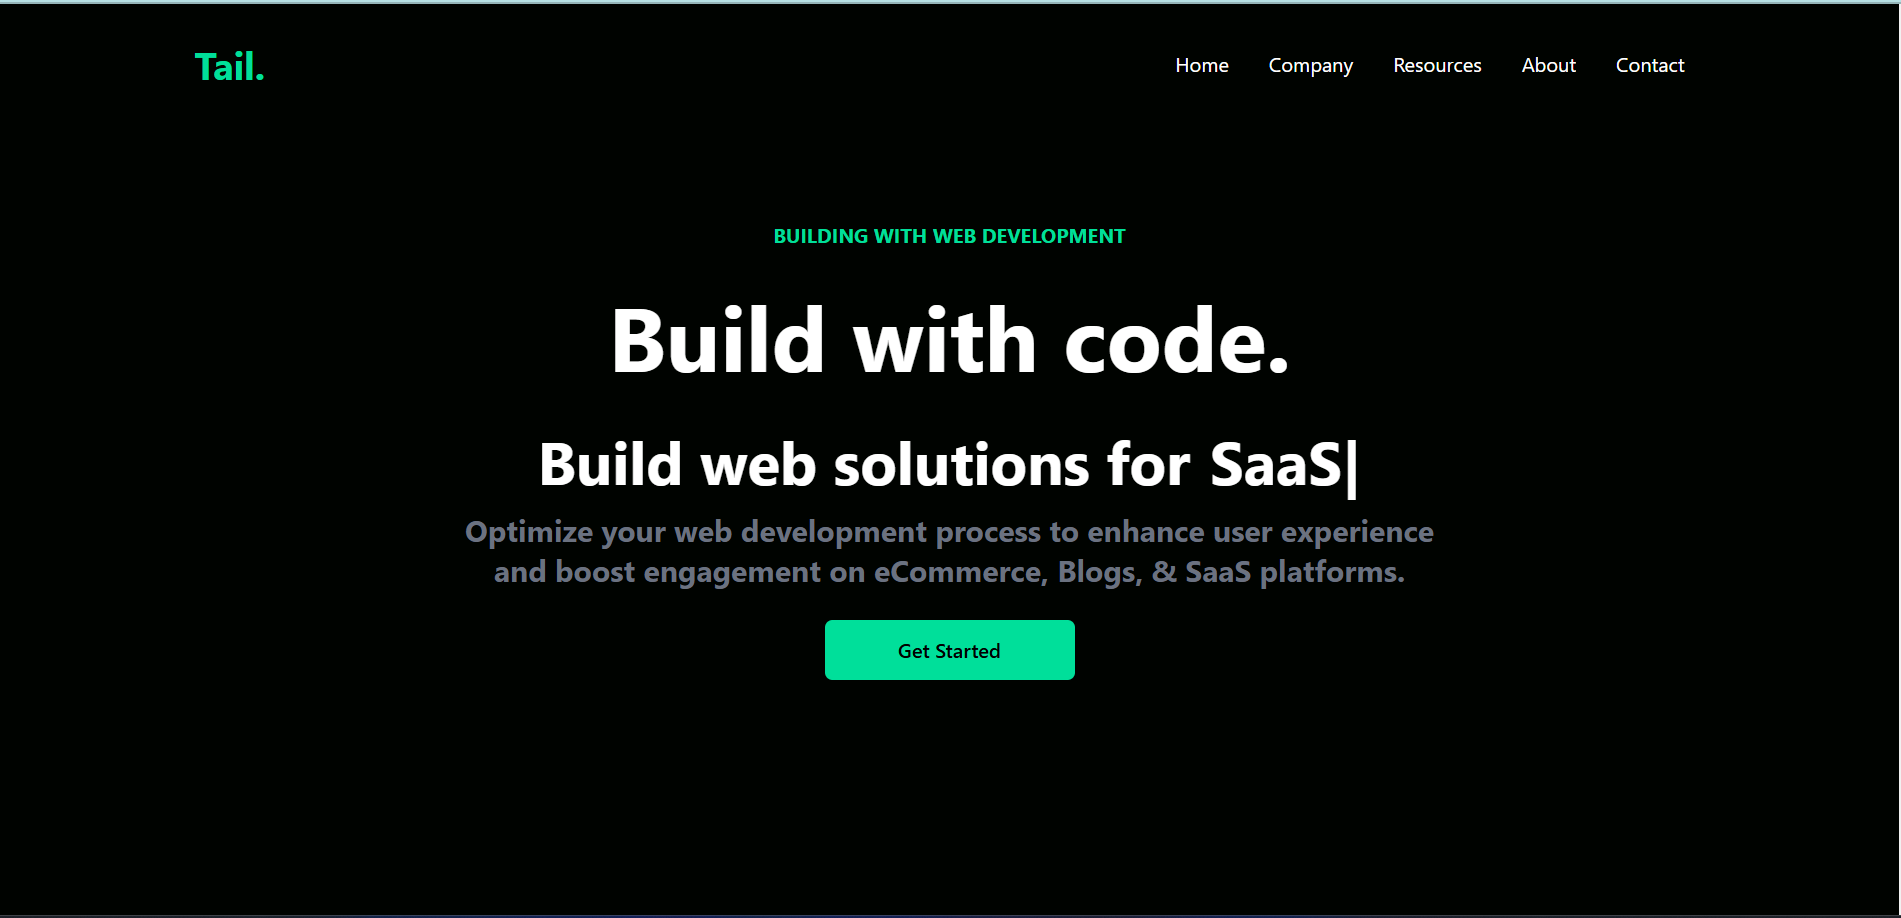 Tail.
Home Company Resources About Contact
BUILDING WITH WEB DEVELOPMENT
Build with code.
Build web solutions for SaaS|
Optimize your web development process to enhance user experience
and boost engagement on eCommerce, Blogs, & SaaS platforms.
Get Started